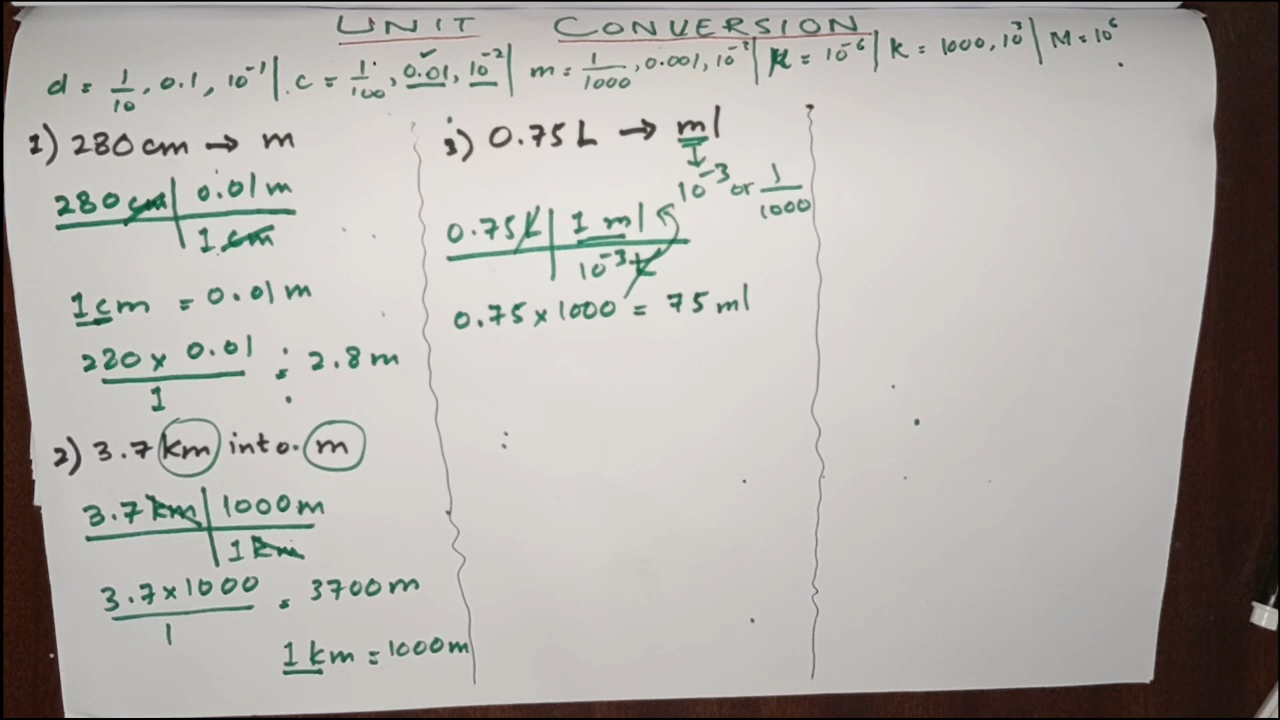 UNIT CONVERSION
d = 1/10, 0.1, 10⁻¹ | c = 1/100, 0.01, 10⁻² | m = 1/1000, 0.001, 10⁻³ | = 10⁻⁶ | k = 1000, 10³ | M = 10⁶
1) 280 cm → m
280 cm | 0.01 m
1 cm
1 cm = 0.01 m
280 × 0.01 = 2.8 m
1
2) 3.7 km into m
3.7 km | 1000 m
1 km
3.7 × 1000 = 3700 m
1
1 km = 1000 m
3) 0.75 L → ml
10⁻³ or 1/1000
0.75 L | 1 ml
10⁻³ L
0.75 × 1000 = 75 ml